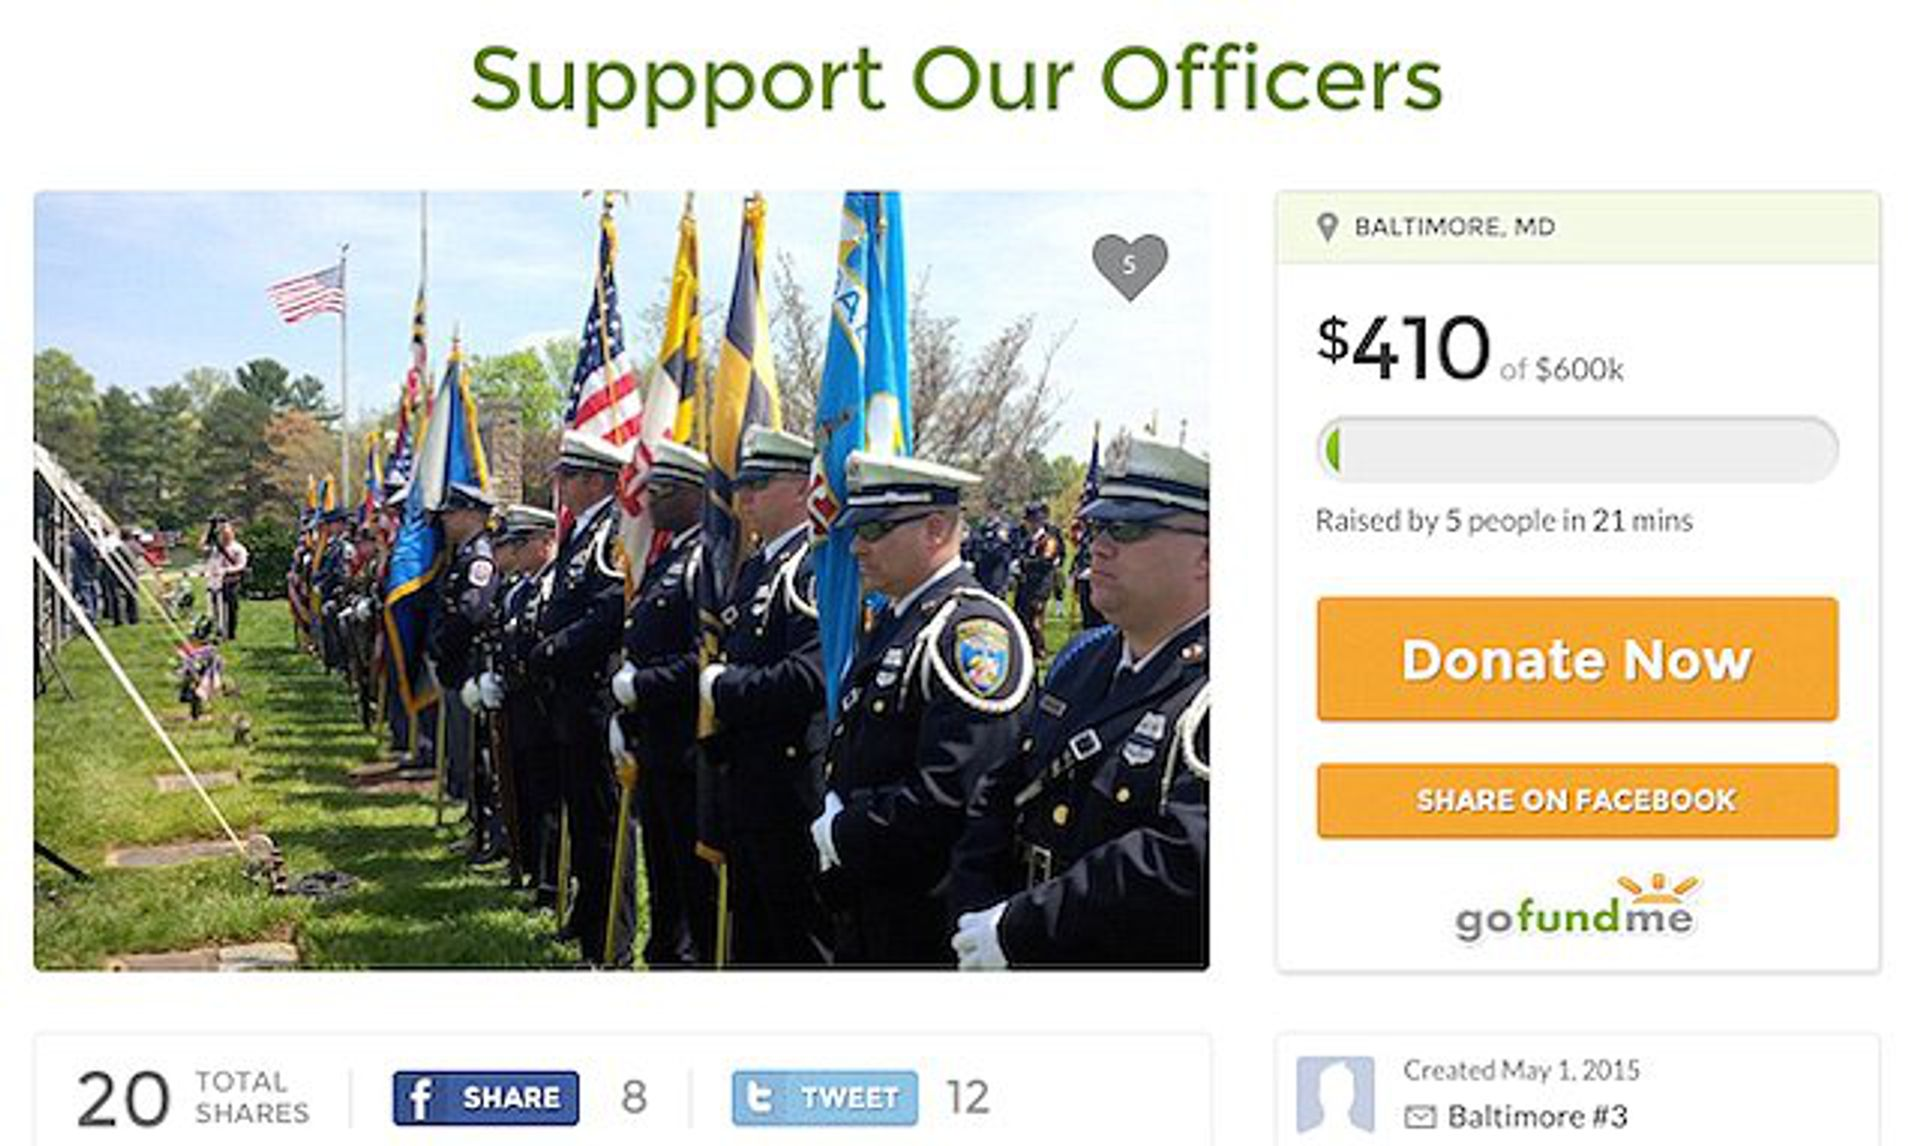 Suppport Our Officers
5
BALTIMORE, MD
$410 of $600k
Raised by 5 people in 21 mins
Donate Now
SHARE ON FACEBOOK
gofundme
20 TOTAL SHARES
f SHARE 8
t TWEET 12
Created May 1, 2015
Baltimore #3